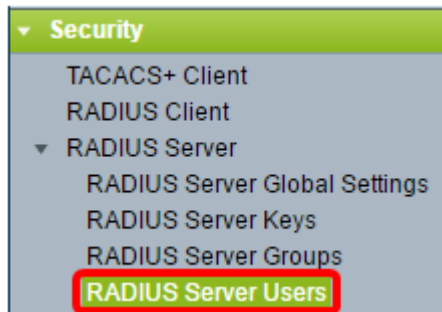 Security
TACACS+ Client
RADIUS Client
RADIUS Server
RADIUS Server Global Settings
RADIUS Server Keys
RADIUS Server Groups
RADIUS Server Users